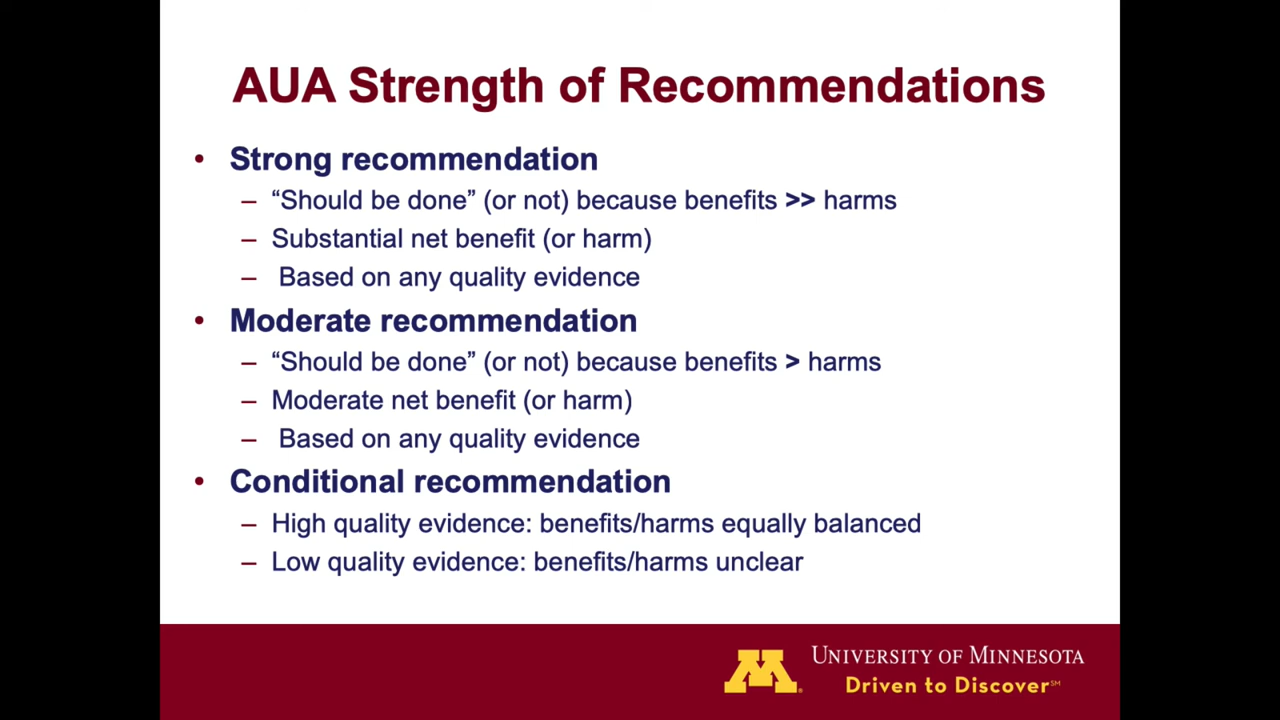 AUA Strength of Recommendations
• Strong recommendation
– “Should be done” (or not) because benefits >> harms
– Substantial net benefit (or harm)
– Based on any quality evidence
• Moderate recommendation
– “Should be done” (or not) because benefits > harms
– Moderate net benefit (or harm)
– Based on any quality evidence
• Conditional recommendation
– High quality evidence: benefits/harms equally balanced
– Low quality evidence: benefits/harms unclear
M®
UNIVERSITY OF MINNESOTA
Driven to Discover℠